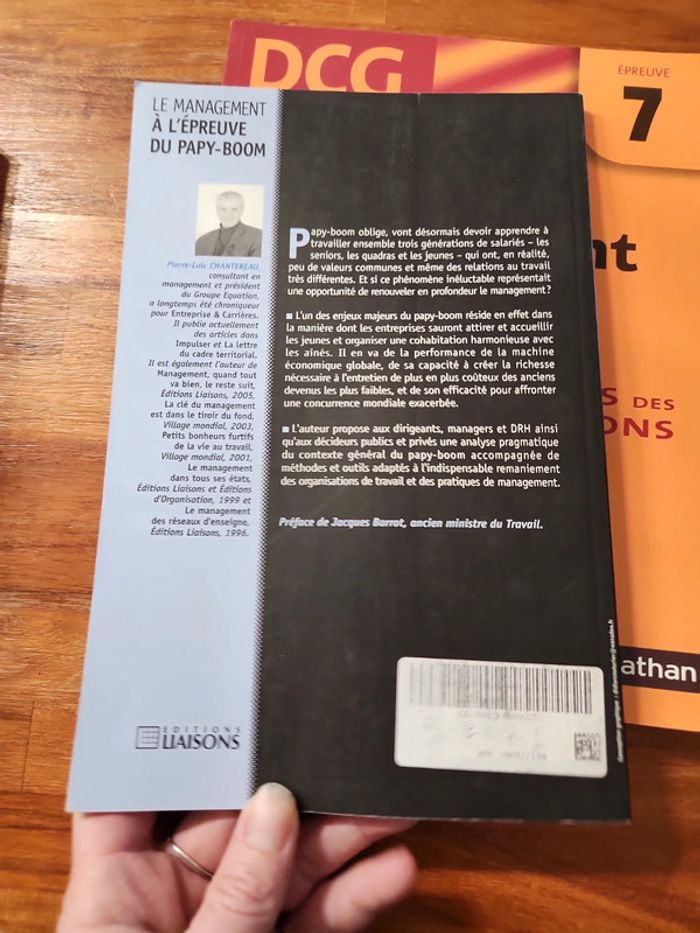 DCG
ÉPREUVE
7
LE MANAGEMENT
À L'ÉPREUVE
DU PAPY-BOOM
Pierre-Loïc CHANTEREAU,
consultant en
management et président
du Groupe Equation,
a longtemps été chroniqueur
pour Entreprise & Carrières.
Il publie actuellement
des articles dans
Impulser et La lettre
du cadre territorial.
Il est également l'auteur de
Management, quand tout
va bien, le reste suit,
Éditions Liaisons, 2005,
La clé du management
est dans le tiroir du fond,
Village mondial, 2003,
Petits bonheurs furtifs
de la vie au travail,
Village mondial, 2001,
Le management
dans tous ses états,
Éditions Liaisons et Éditions
d'Organisation, 1999 et
Le management
des réseaux d'enseigne,
Éditions Liaisons, 1996.
Papy-boom oblige, vont désormais devoir apprendre à
travailler ensemble trois générations de salariés – les
seniors, les quadras et les jeunes – qui ont, en réalité,
peu de valeurs communes et même des relations au travail
très différentes. Et si ce phénomène inéluctable représentait
une opportunité de renouveler en profondeur le management ?
■ L'un des enjeux majeurs du papy-boom réside en effet dans
la manière dont les entreprises sauront attirer et accueillir
les jeunes et organiser une cohabitation harmonieuse avec
les aînés. Il en va de la performance de la machine
économique globale, de sa capacité à créer la richesse
nécessaire à l'entretien de plus en plus coûteux des anciens
devenus les plus faibles, et de son efficacité pour affronter
une concurrence mondiale exacerbée.
■ L'auteur propose aux dirigeants, managers et DRH ainsi
qu'aux décideurs publics et privés une analyse pragmatique
du contexte général du papy-boom accompagnée de
méthodes et outils adaptés à l'indispensable remaniement
des organisations de travail et des pratiques de management.
Préface de Jacques Barrot, ancien ministre du Travail.
EDITIONS
LIAISONS
nt
S DES
ONS
athan